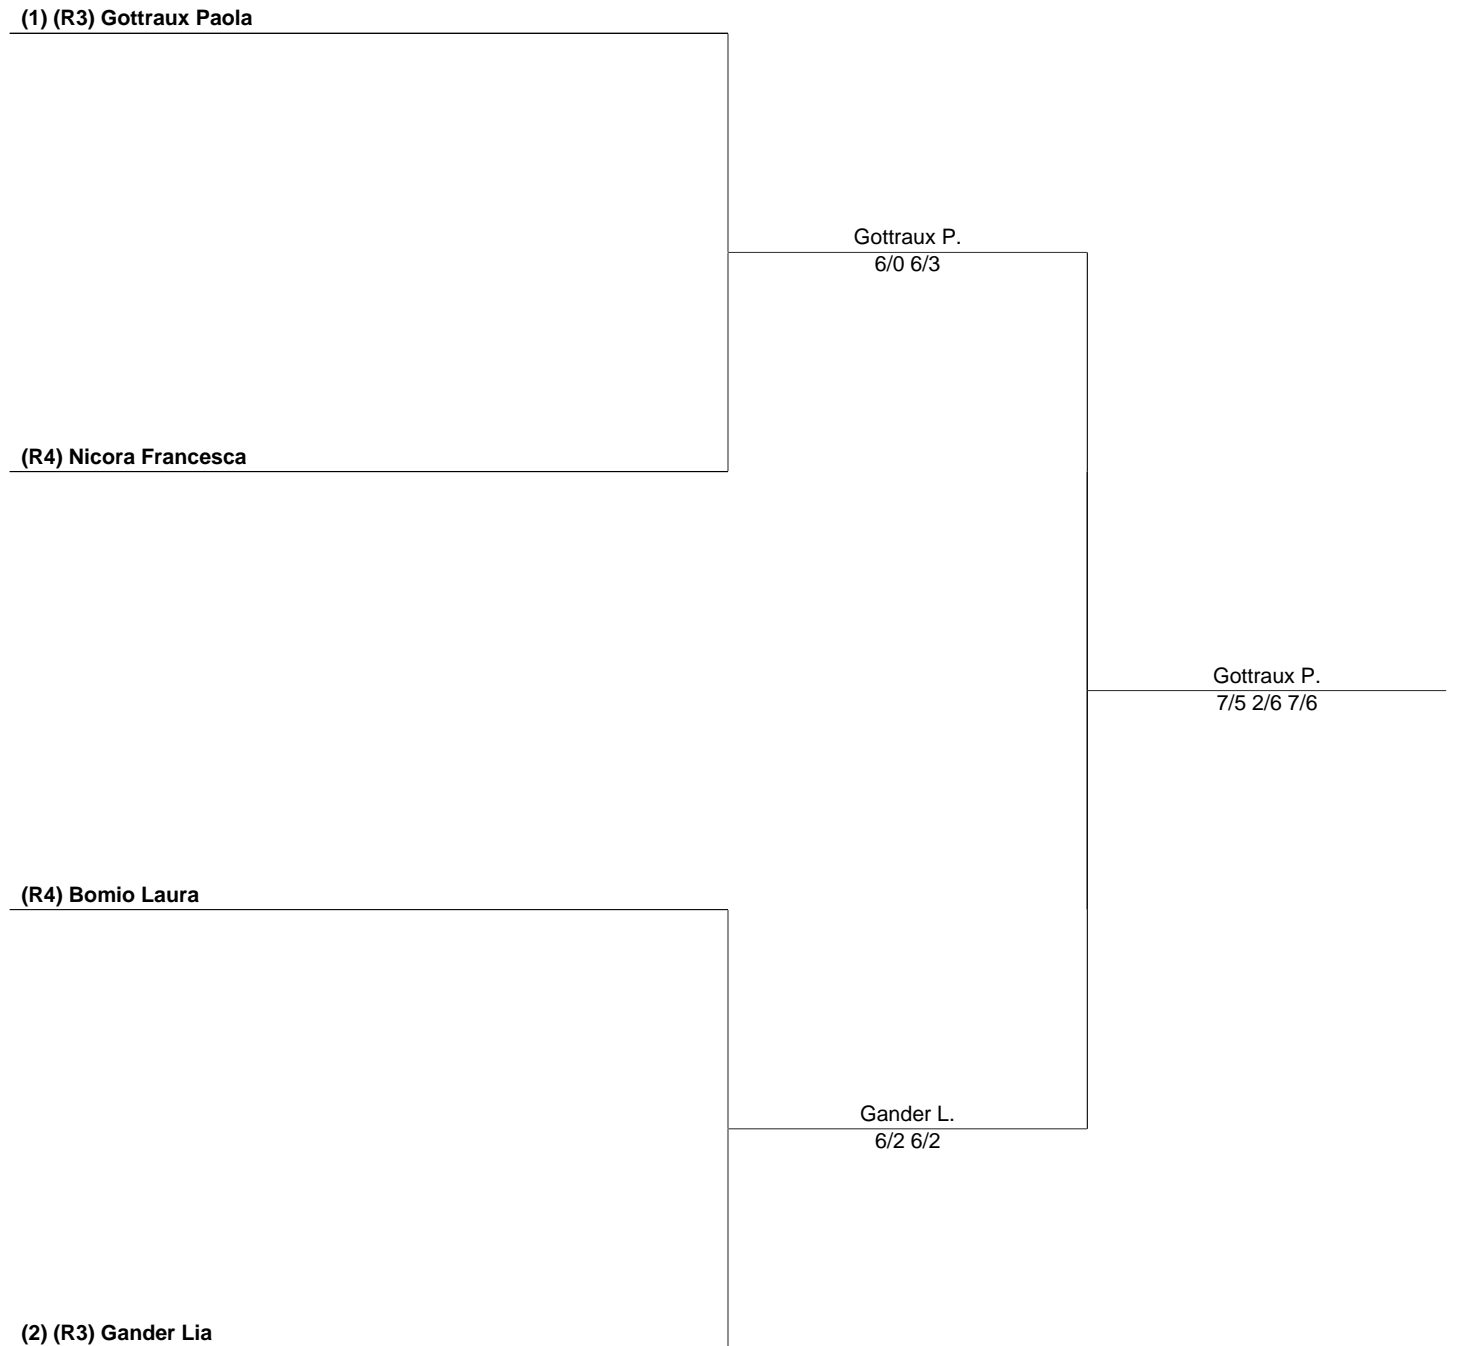 (1) (R3) Gottraux Paola
Gottraux P.
6/0 6/3
(R4) Nicora Francesca
Gottraux P.
7/5 2/6 7/6
(R4) Bomio Laura
Gander L.
6/2 6/2
(2) (R3) Gander Lia